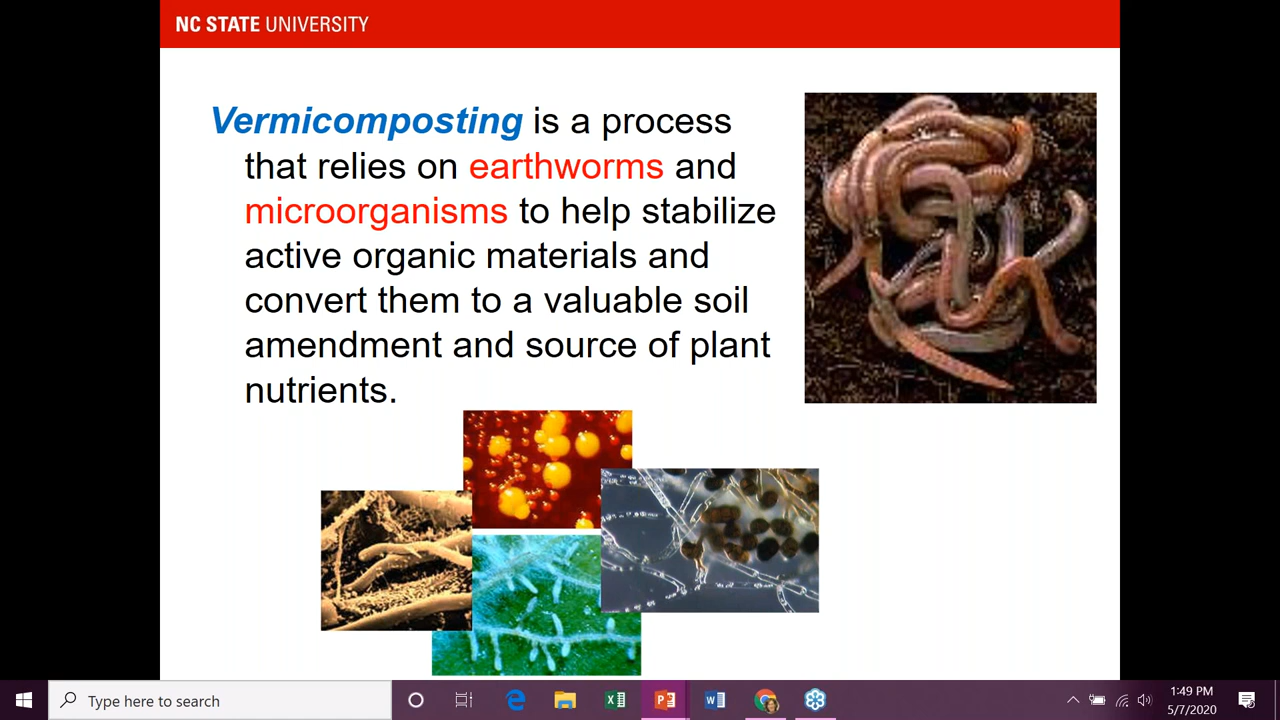 NC STATE UNIVERSITY
Vermicomposting is a process
that relies on earthworms and
microorganisms to help stabilize
active organic materials and
convert them to a valuable soil
amendment and source of plant
nutrients.
Type here to search
1:49 PM
5/7/2020